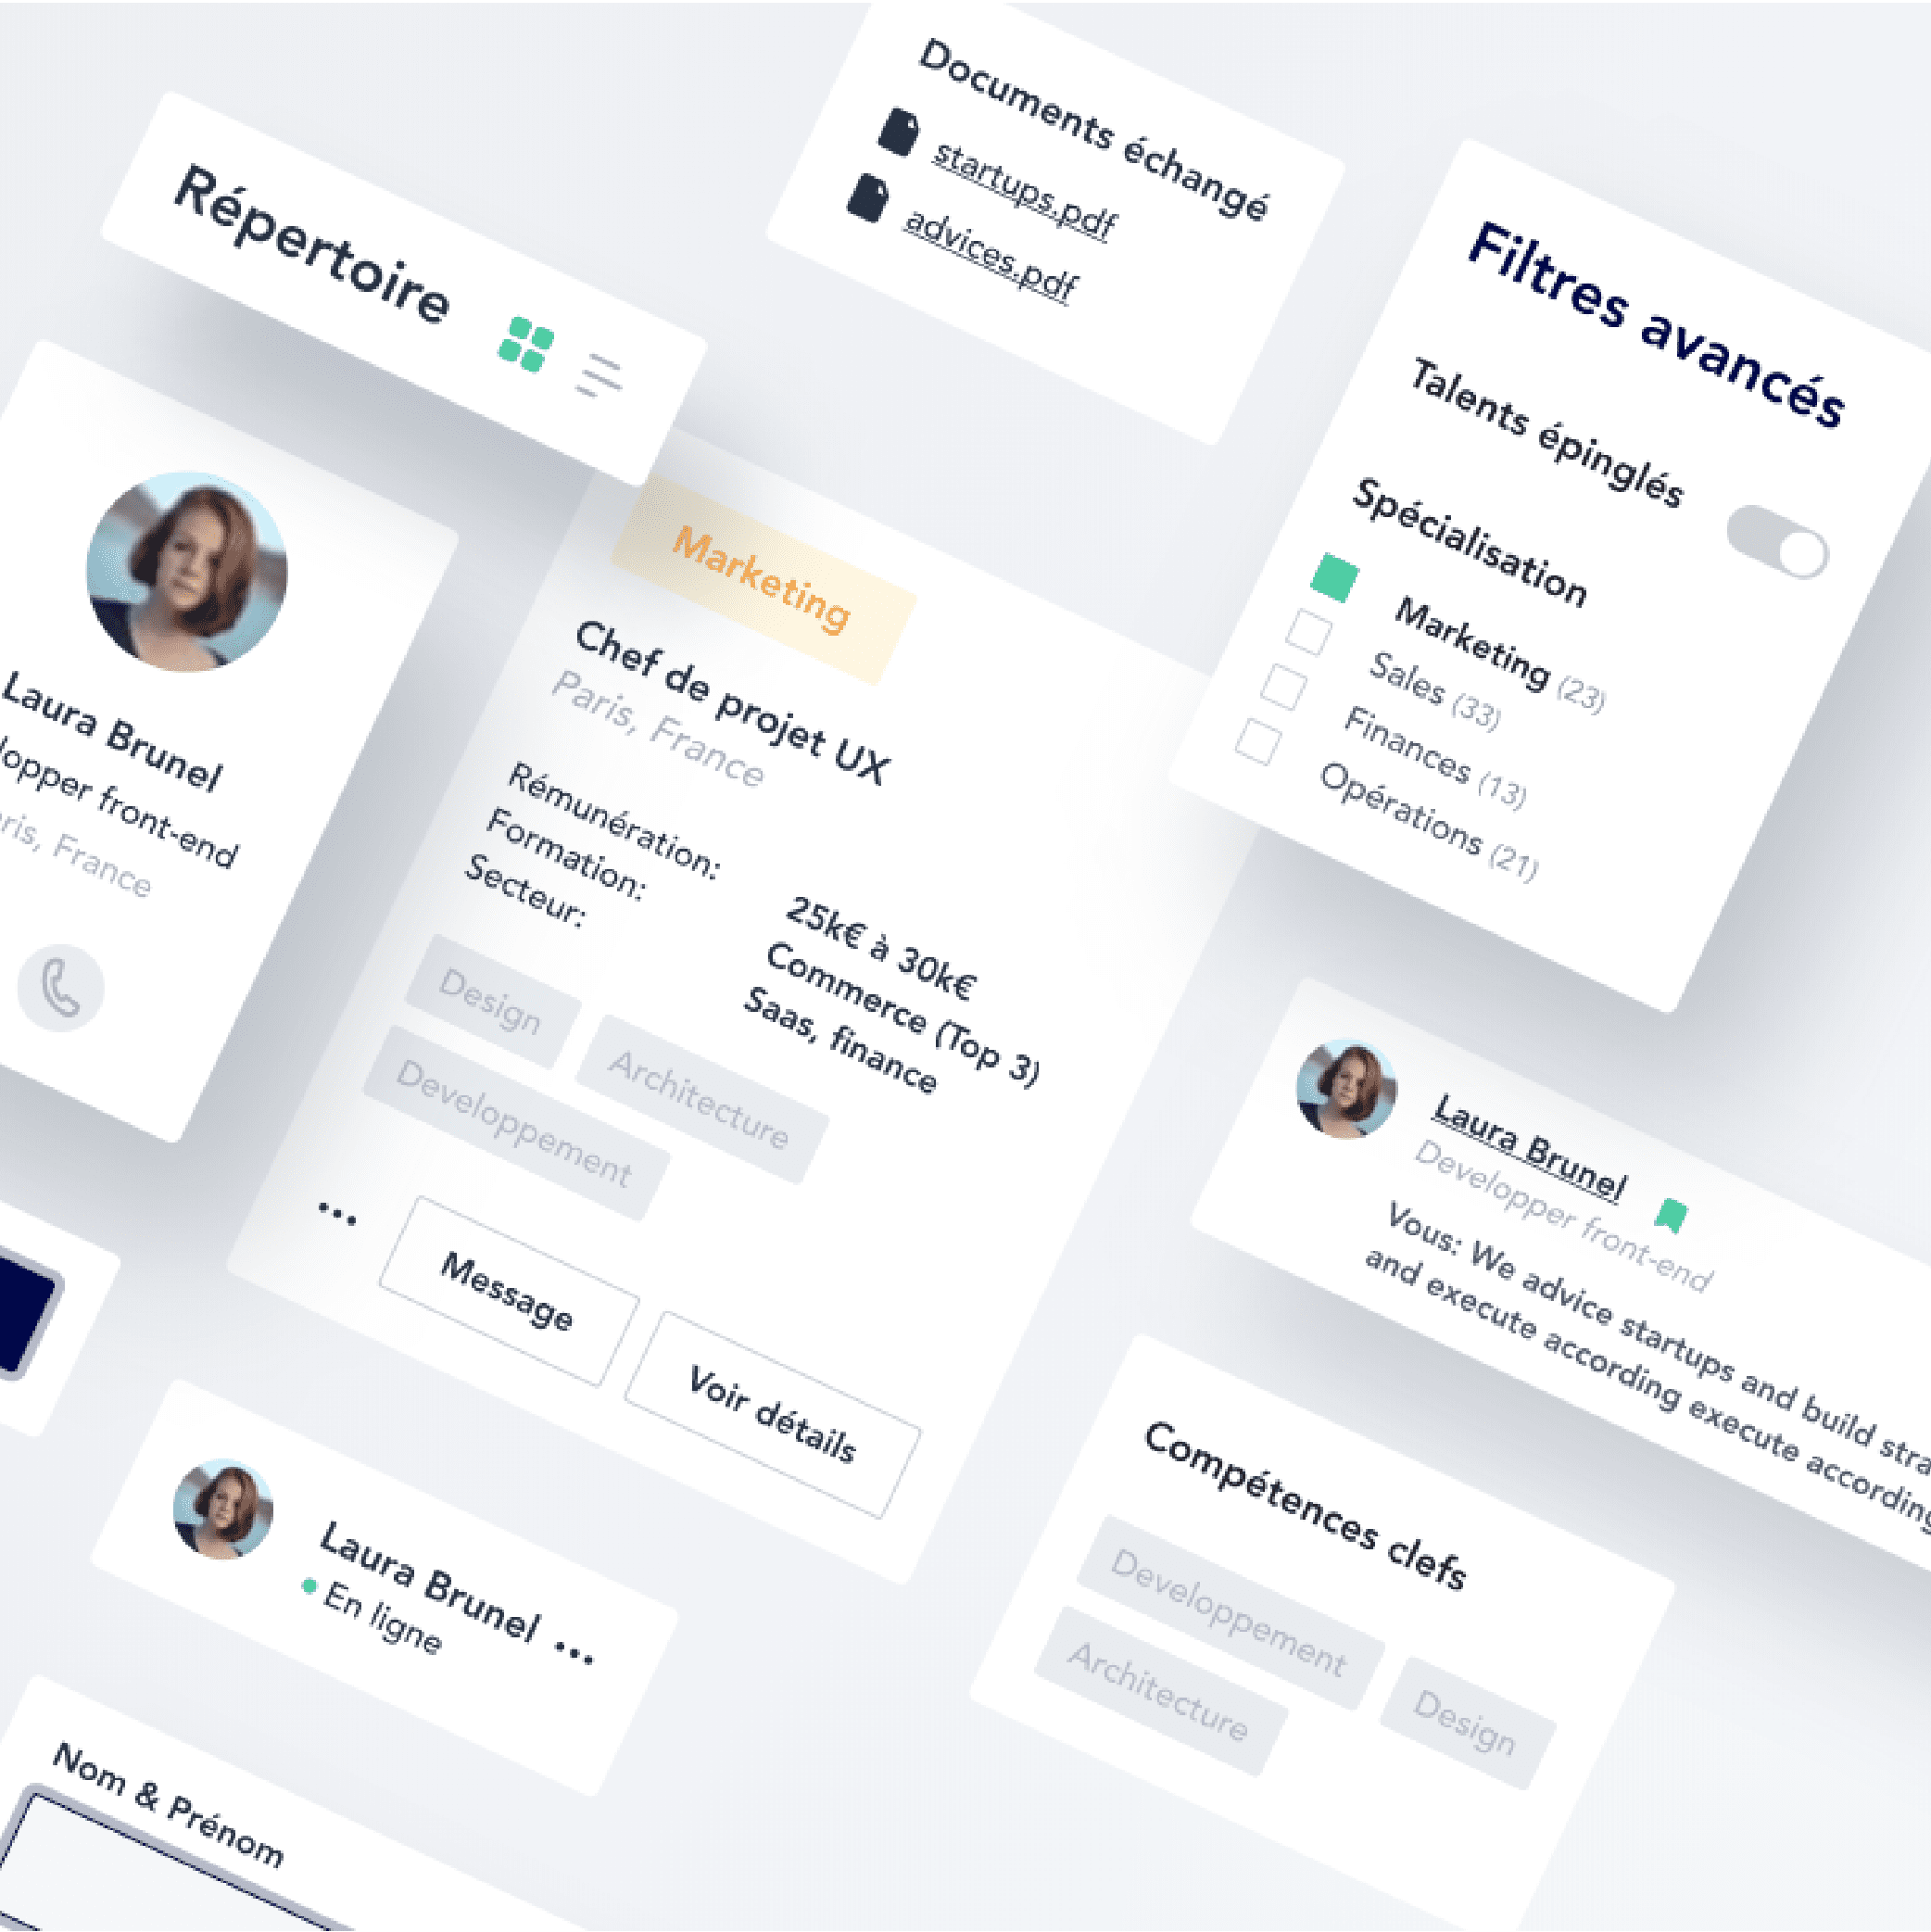 Documents échangé
startups.pdf
advices.pdf
Répertoire
Filtres avancés
Talents épinglés
Spécialisation
Marketing (23)
Sales (33)
Finances (13)
Opérations (21)
Laura Brunel
lopper front-end
ris, France
Marketing
Chef de projet UX
Paris, France
Rémunération:
Formation:
Secteur:
25k€ à 30k€
Commerce (Top 3)
Saas, finance
Design
Architecture
Developpement
Message
Voir détails
Laura Brunel
Developper front-end
Vous: We advice startups and build stra
and execute according execute according
Compétences clefs
Developpement
Design
Architecture
Laura Brunel
En ligne
Nom & Prénom